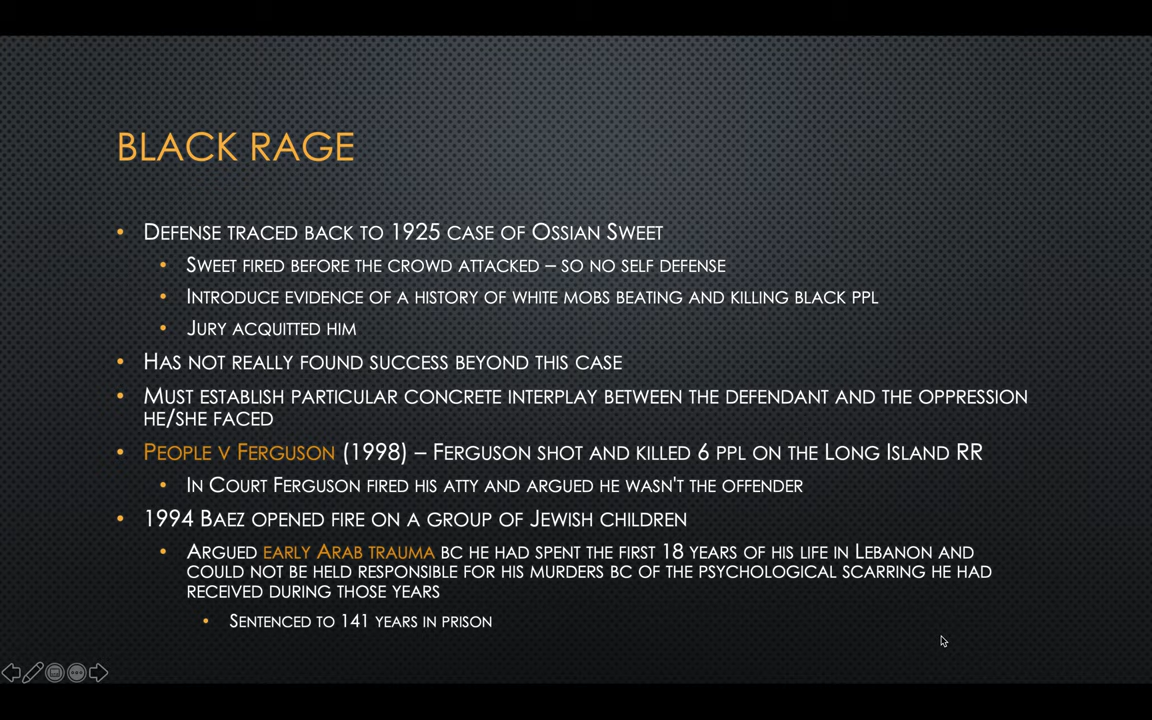 BLACK RAGE
• DEFENSE TRACED BACK TO 1925 CASE OF OSSIAN SWEET
• SWEET FIRED BEFORE THE CROWD ATTACKED – SO NO SELF DEFENSE
• INTRODUCE EVIDENCE OF A HISTORY OF WHITE MOBS BEATING AND KILLING BLACK PPL
• JURY ACQUITTED HIM
• HAS NOT REALLY FOUND SUCCESS BEYOND THIS CASE
• MUST ESTABLISH PARTICULAR CONCRETE INTERPLAY BETWEEN THE DEFENDANT AND THE OPPRESSION
HE/SHE FACED
• PEOPLE V FERGUSON (1998) – FERGUSON SHOT AND KILLED 6 PPL ON THE LONG ISLAND RR
• IN COURT FERGUSON FIRED HIS ATTY AND ARGUED HE WASN'T THE OFFENDER
• 1994 BAEZ OPENED FIRE ON A GROUP OF JEWISH CHILDREN
• ARGUED EARLY ARAB TRAUMA BC HE HAD SPENT THE FIRST 18 YEARS OF HIS LIFE IN LEBANON AND
COULD NOT BE HELD RESPONSIBLE FOR HIS MURDERS BC OF THE PSYCHOLOGICAL SCARRING HE HAD
RECEIVED DURING THOSE YEARS
• SENTENCED TO 141 YEARS IN PRISON